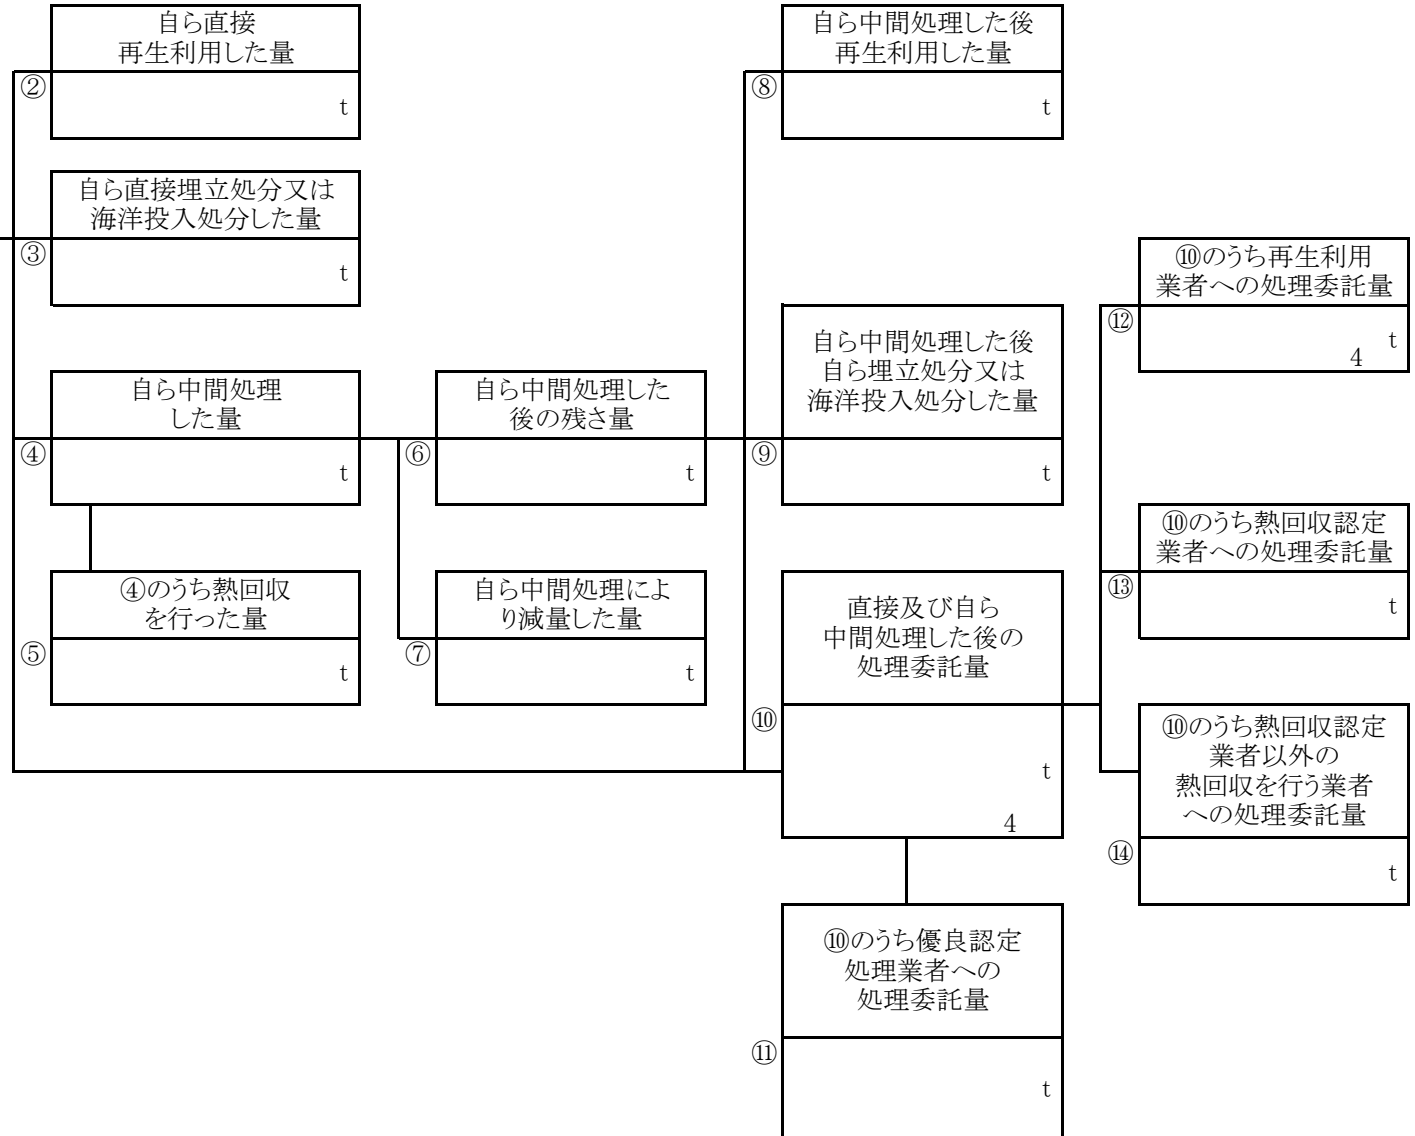 自ら直接
再生利用した量
②
t
自ら中間処理した後
再生利用した量
⑧
t
自ら直接埋立処分又は
海洋投入処分した量
③
t
⑩のうち再生利用
業者への処理委託量
⑫
t
4
自ら中間処理した後
自ら埋立処分又は
海洋投入処分した量
⑨
t
自ら中間処理
した量
④
t
自ら中間処理した
後の残さ量
⑥
t
⑩のうち熱回収認定
業者への処理委託量
⑬
t
④のうち熱回収
を行った量
⑤
t
自ら中間処理によ
り減量した量
⑦
t
直接及び自ら
中間処理した後の
処理委託量
⑩
t
4
⑩のうち熱回収認定
業者以外の
熱回収を行う業者
への処理委託量
⑭
t
⑩のうち優良認定
処理業者への
処理委託量
⑪
t